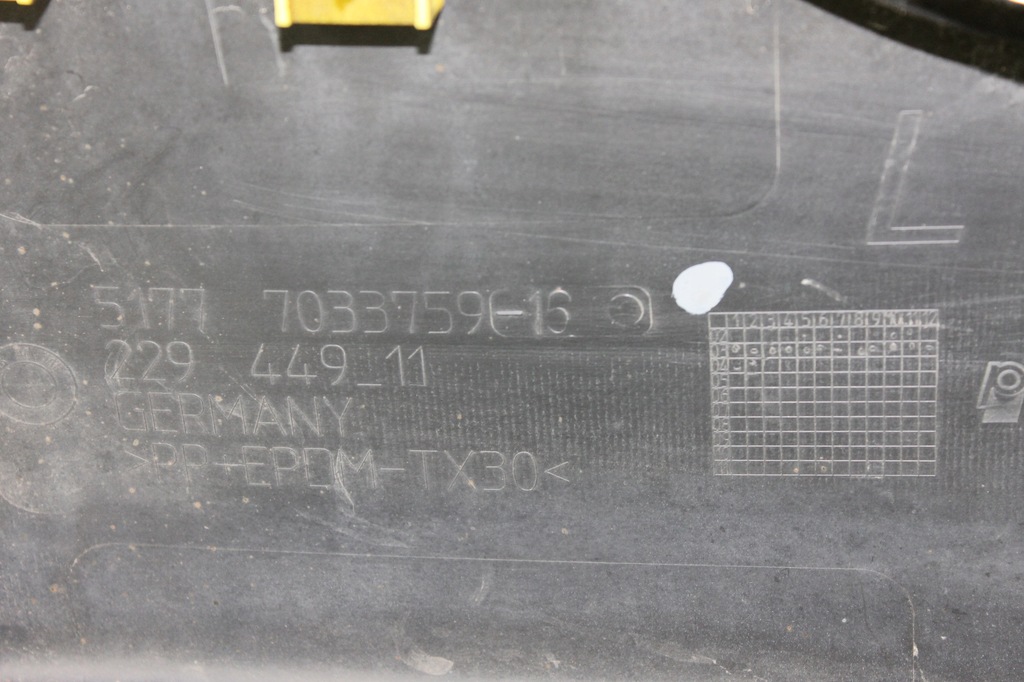 L
5177 7033759-16
229 449_11
GERMANY
>PP+EPDM-TX30<